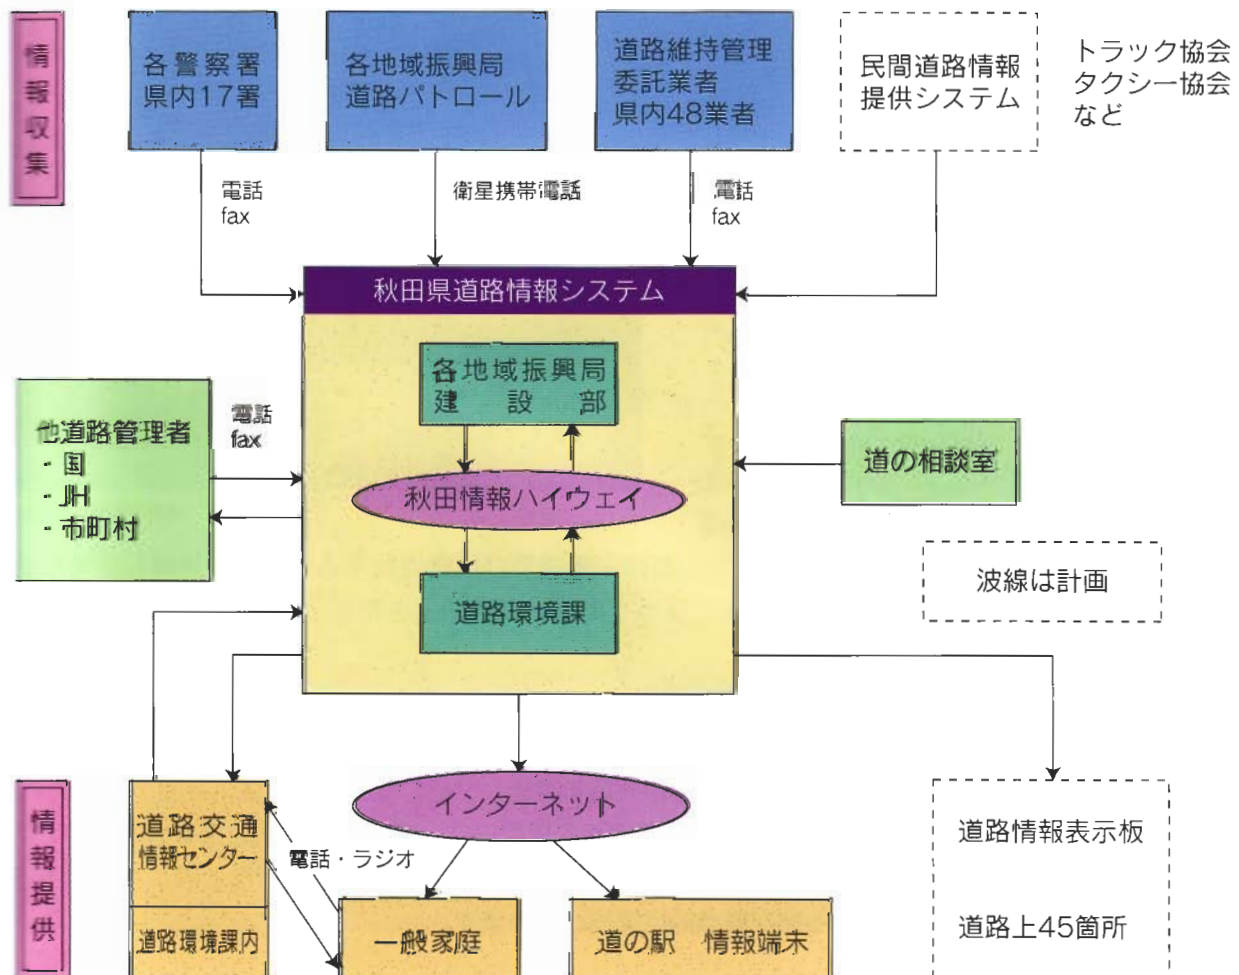 情報収集
各警察署
県内17署
各地域振興局
道路パトロール
道路維持管理
委託業者
県内48業者
民間道路情報
提供システム
トラック協会
タクシー協会
など
電話
fax
衛星携帯電話
電話
fax
秋田県道路情報システム
各地域振興局
建設部
秋田情報ハイウェイ
道路環境課
他道路管理者
・国
・JH
・市町村
電話
fax
道の相談室
波線は計画
情報提供
道路交通
情報センター
道路環境課内
電話・ラジオ
インターネット
一般家庭
道の駅 情報端末
道路情報表示板
道路上45箇所